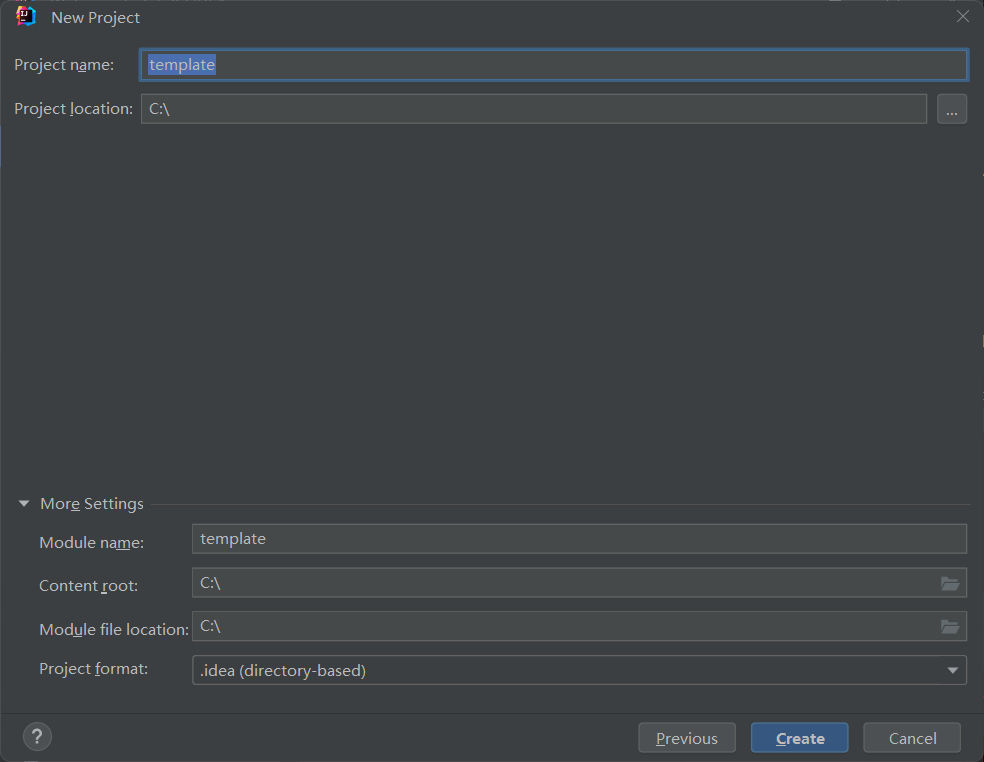 New Project
Project name: template
Project location: C:\ ...
More Settings
Module name: template
Content root: C:\
Module file location: C:\
Project format: .idea (directory-based)
? Previous Create Cancel